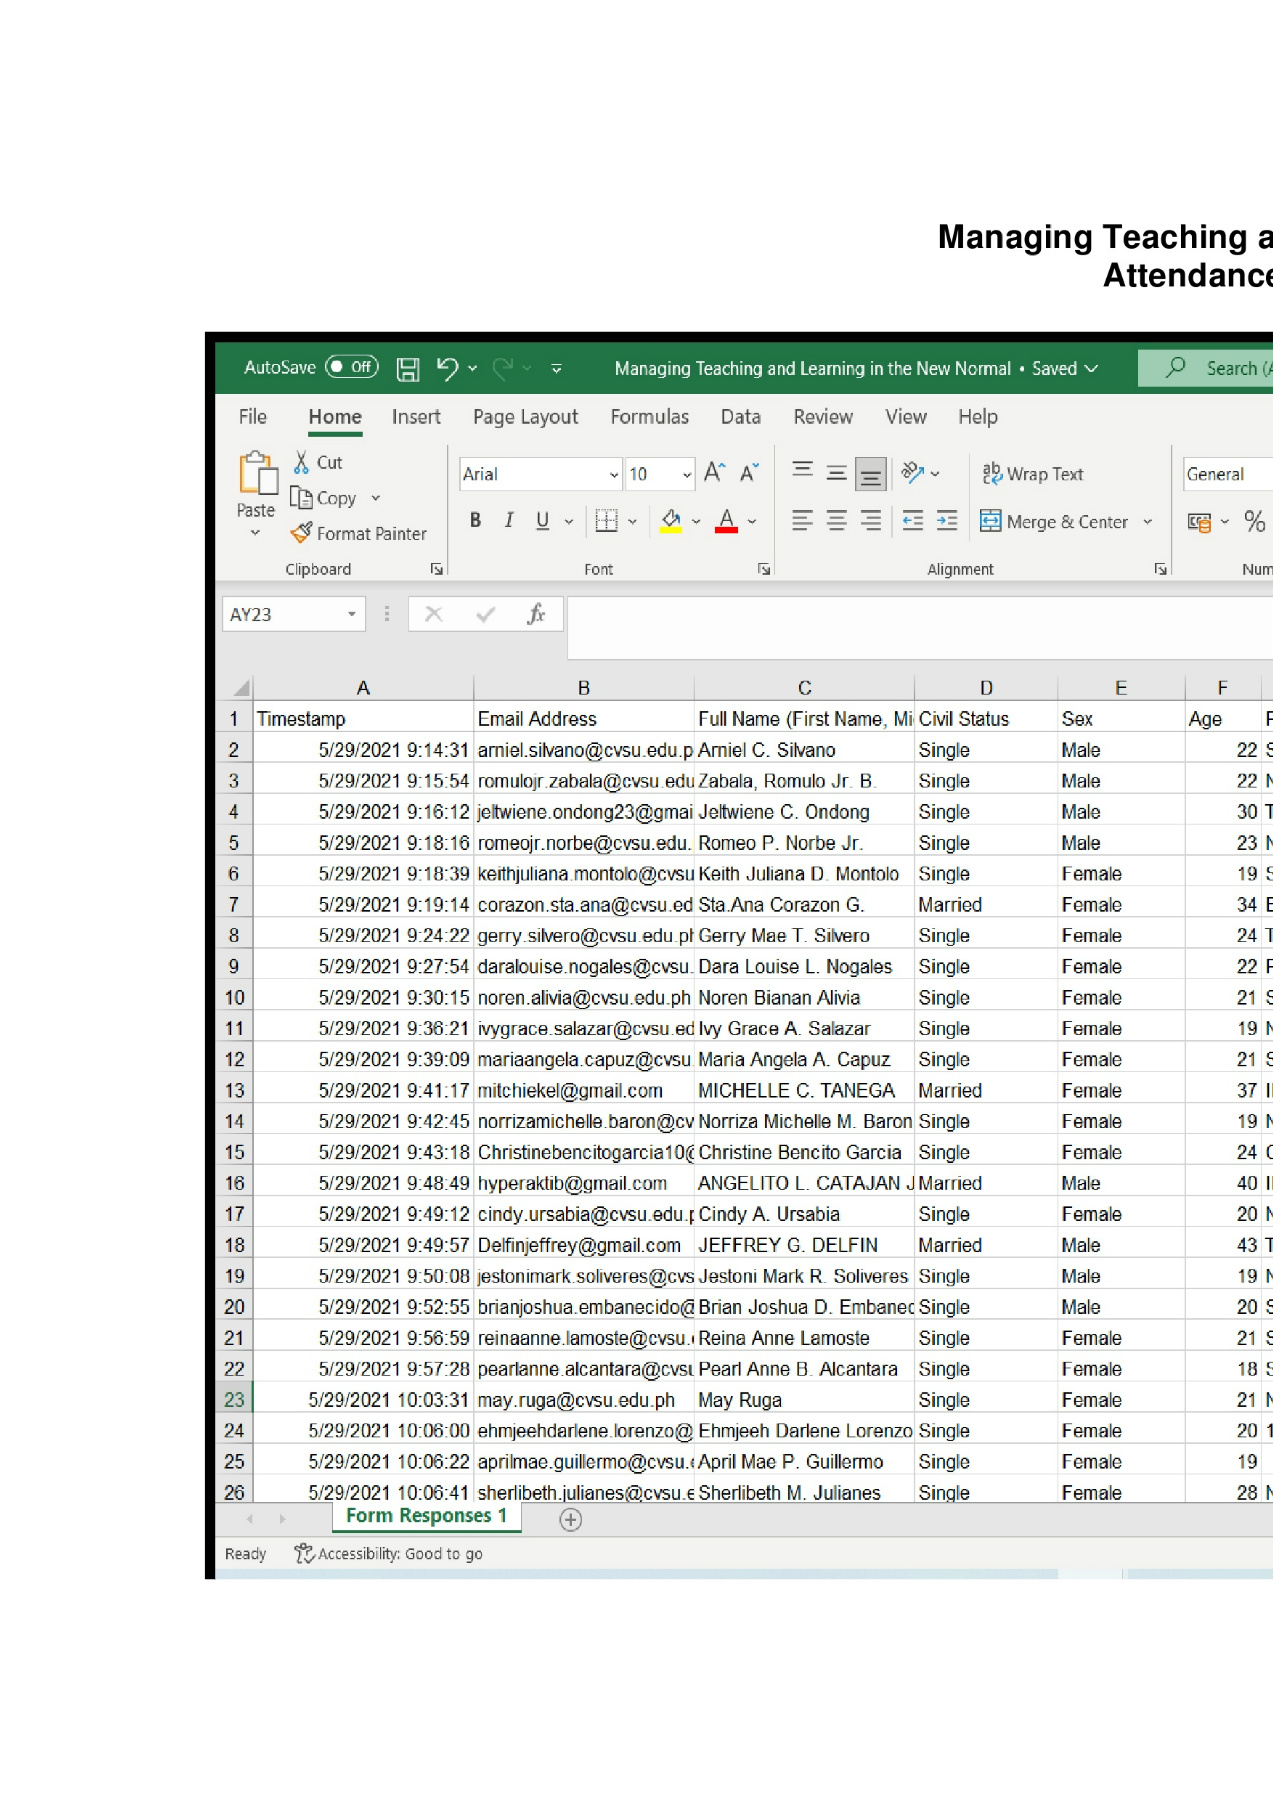 Managing Teaching a
Attendance
AutoSave Off Managing Teaching and Learning in the New Normal • Saved Search (A
File Home Insert Page Layout Formulas Data Review View Help
Cut
Copy
Paste
Format Painter
Arial 10 A A Wrap Text General
B I U A Merge & Center %
Clipboard Font Alignment Num
AY23 fx
A B C D E F
1 Timestamp Email Address Full Name (First Name, Mi Civil Status Sex Age F
2 5/29/2021 9:14:31 arniel.silvano@cvsu.edu.p Arniel C. Silvano Single Male 22 S
3 5/29/2021 9:15:54 romulojr.zabala@cvsu.edu Zabala, Romulo Jr. B. Single Male 22 N
4 5/29/2021 9:16:12 jeltwiene.ondong23@gmai Jeltwiene C. Ondong Single Male 30 T
5 5/29/2021 9:18:16 romeojr.norbe@cvsu.edu. Romeo P. Norbe Jr. Single Male 23 N
6 5/29/2021 9:18:39 keithjuliana.montolo@cvsu Keith Juliana D. Montolo Single Female 19 S
7 5/29/2021 9:19:14 corazon.sta.ana@cvsu.ed Sta.Ana Corazon G. Married Female 34 E
8 5/29/2021 9:24:22 gerry.silvero@cvsu.edu.ph Gerry Mae T. Silvero Single Female 24 T
9 5/29/2021 9:27:54 daralouise.nogales@cvsu. Dara Louise L. Nogales Single Female 22 F
10 5/29/2021 9:30:15 noren.alivia@cvsu.edu.ph Noren Bianan Alivia Single Female 21 S
11 5/29/2021 9:36:21 ivygrace.salazar@cvsu.ed Ivy Grace A. Salazar Single Female 19 N
12 5/29/2021 9:39:09 mariaangela.capuz@cvsu Maria Angela A. Capuz Single Female 21 S
13 5/29/2021 9:41:17 mitchiekel@gmail.com MICHELLE C. TANEGA Married Female 37 II
14 5/29/2021 9:42:45 norrizamichelle.baron@cv Norriza Michelle M. Baron Single Female 19 N
15 5/29/2021 9:43:18 Christinebencitogarcia10@ Christine Bencito Garcia Single Female 24 C
16 5/29/2021 9:48:49 hyperaktib@gmail.com ANGELITO L. CATAJAN J Married Male 40 II
17 5/29/2021 9:49:12 cindy.ursabia@cvsu.edu.p Cindy A. Ursabia Single Female 20 N
18 5/29/2021 9:49:57 Delfinjeffrey@gmail.com JEFFREY G. DELFIN Married Male 43 T
19 5/29/2021 9:50:08 jestonimark.soliveres@cvs Jestoni Mark R. Soliveres Single Male 19 N
20 5/29/2021 9:52:55 brianjoshua.embanecido@ Brian Joshua D. Embanec Single Male 20 S
21 5/29/2021 9:56:59 reinaanne.lamoste@cvsu. Reina Anne Lamoste Single Female 21 S
22 5/29/2021 9:57:28 pearlanne.alcantara@cvsu Pearl Anne B. Alcantara Single Female 18 S
23 5/29/2021 10:03:31 may.ruga@cvsu.edu.ph May Ruga Single Female 21 N
24 5/29/2021 10:06:00 ehmjeehdarlene.lorenzo@ Ehmjeeh Darlene Lorenzo Single Female 20 1
25 5/29/2021 10:06:22 aprilmae.guillermo@cvsu.e April Mae P. Guillermo Single Female 19
26 5/29/2021 10:06:41 sherlibeth.julianes@cvsu.e Sherlibeth M. Julianes Single Female 28 N
Form Responses 1
Ready Accessibility: Good to go